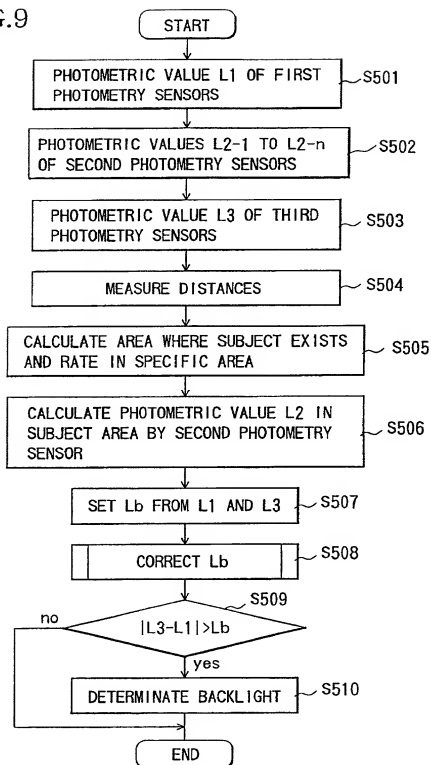 G.9
START
PHOTOMETRIC VALUE L1 OF FIRST
PHOTOMETRY SENSORS
S501
PHOTOMETRIC VALUES L2-1 TO L2-n
OF SECOND PHOTOMETRY SENSORS
S502
PHOTOMETRIC VALUE L3 OF THIRD
PHOTOMETRY SENSORS
S503
MEASURE DISTANCES
S504
CALCULATE AREA WHERE SUBJECT EXISTS
AND RATE IN SPECIFIC AREA
S505
CALCULATE PHOTOMETRIC VALUE L2 IN
SUBJECT AREA BY SECOND PHOTOMETRY
SENSOR
S506
SET Lb FROM L1 AND L3
S507
CORRECT Lb
S508
S509
no
|L3-L1|>Lb
yes
DETERMINATE BACKLIGHT
S510
END